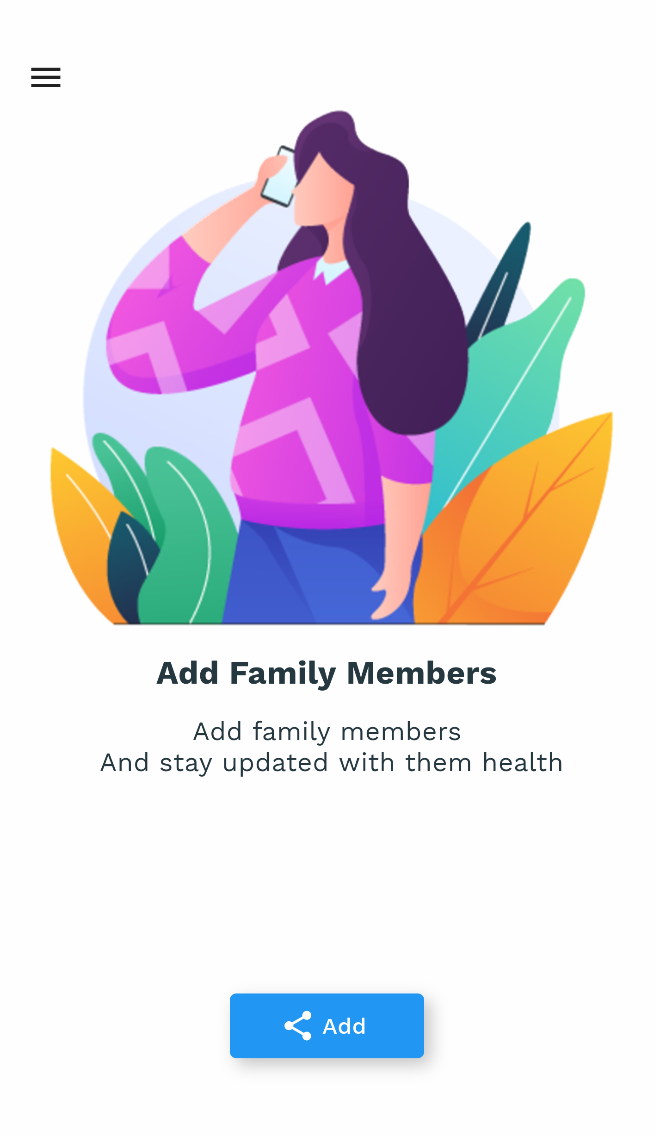 Add Family Members
Add family members
And stay updated with them health
Add